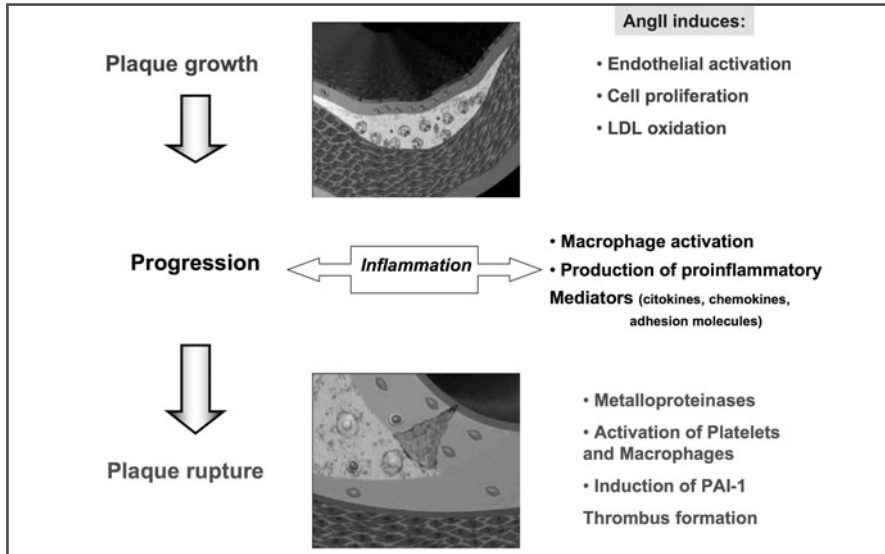 AngII induces:
Plaque growth
• Endothelial activation
• Cell proliferation
• LDL oxidation
Progression
Inflammation
• Macrophage activation
• Production of proinflammatory
Mediators (citokines, chemokines,
adhesion molecules)
Plaque rupture
• Metalloproteinases
• Activation of Platelets
and Macrophages
• Induction of PAI-1
Thrombus formation